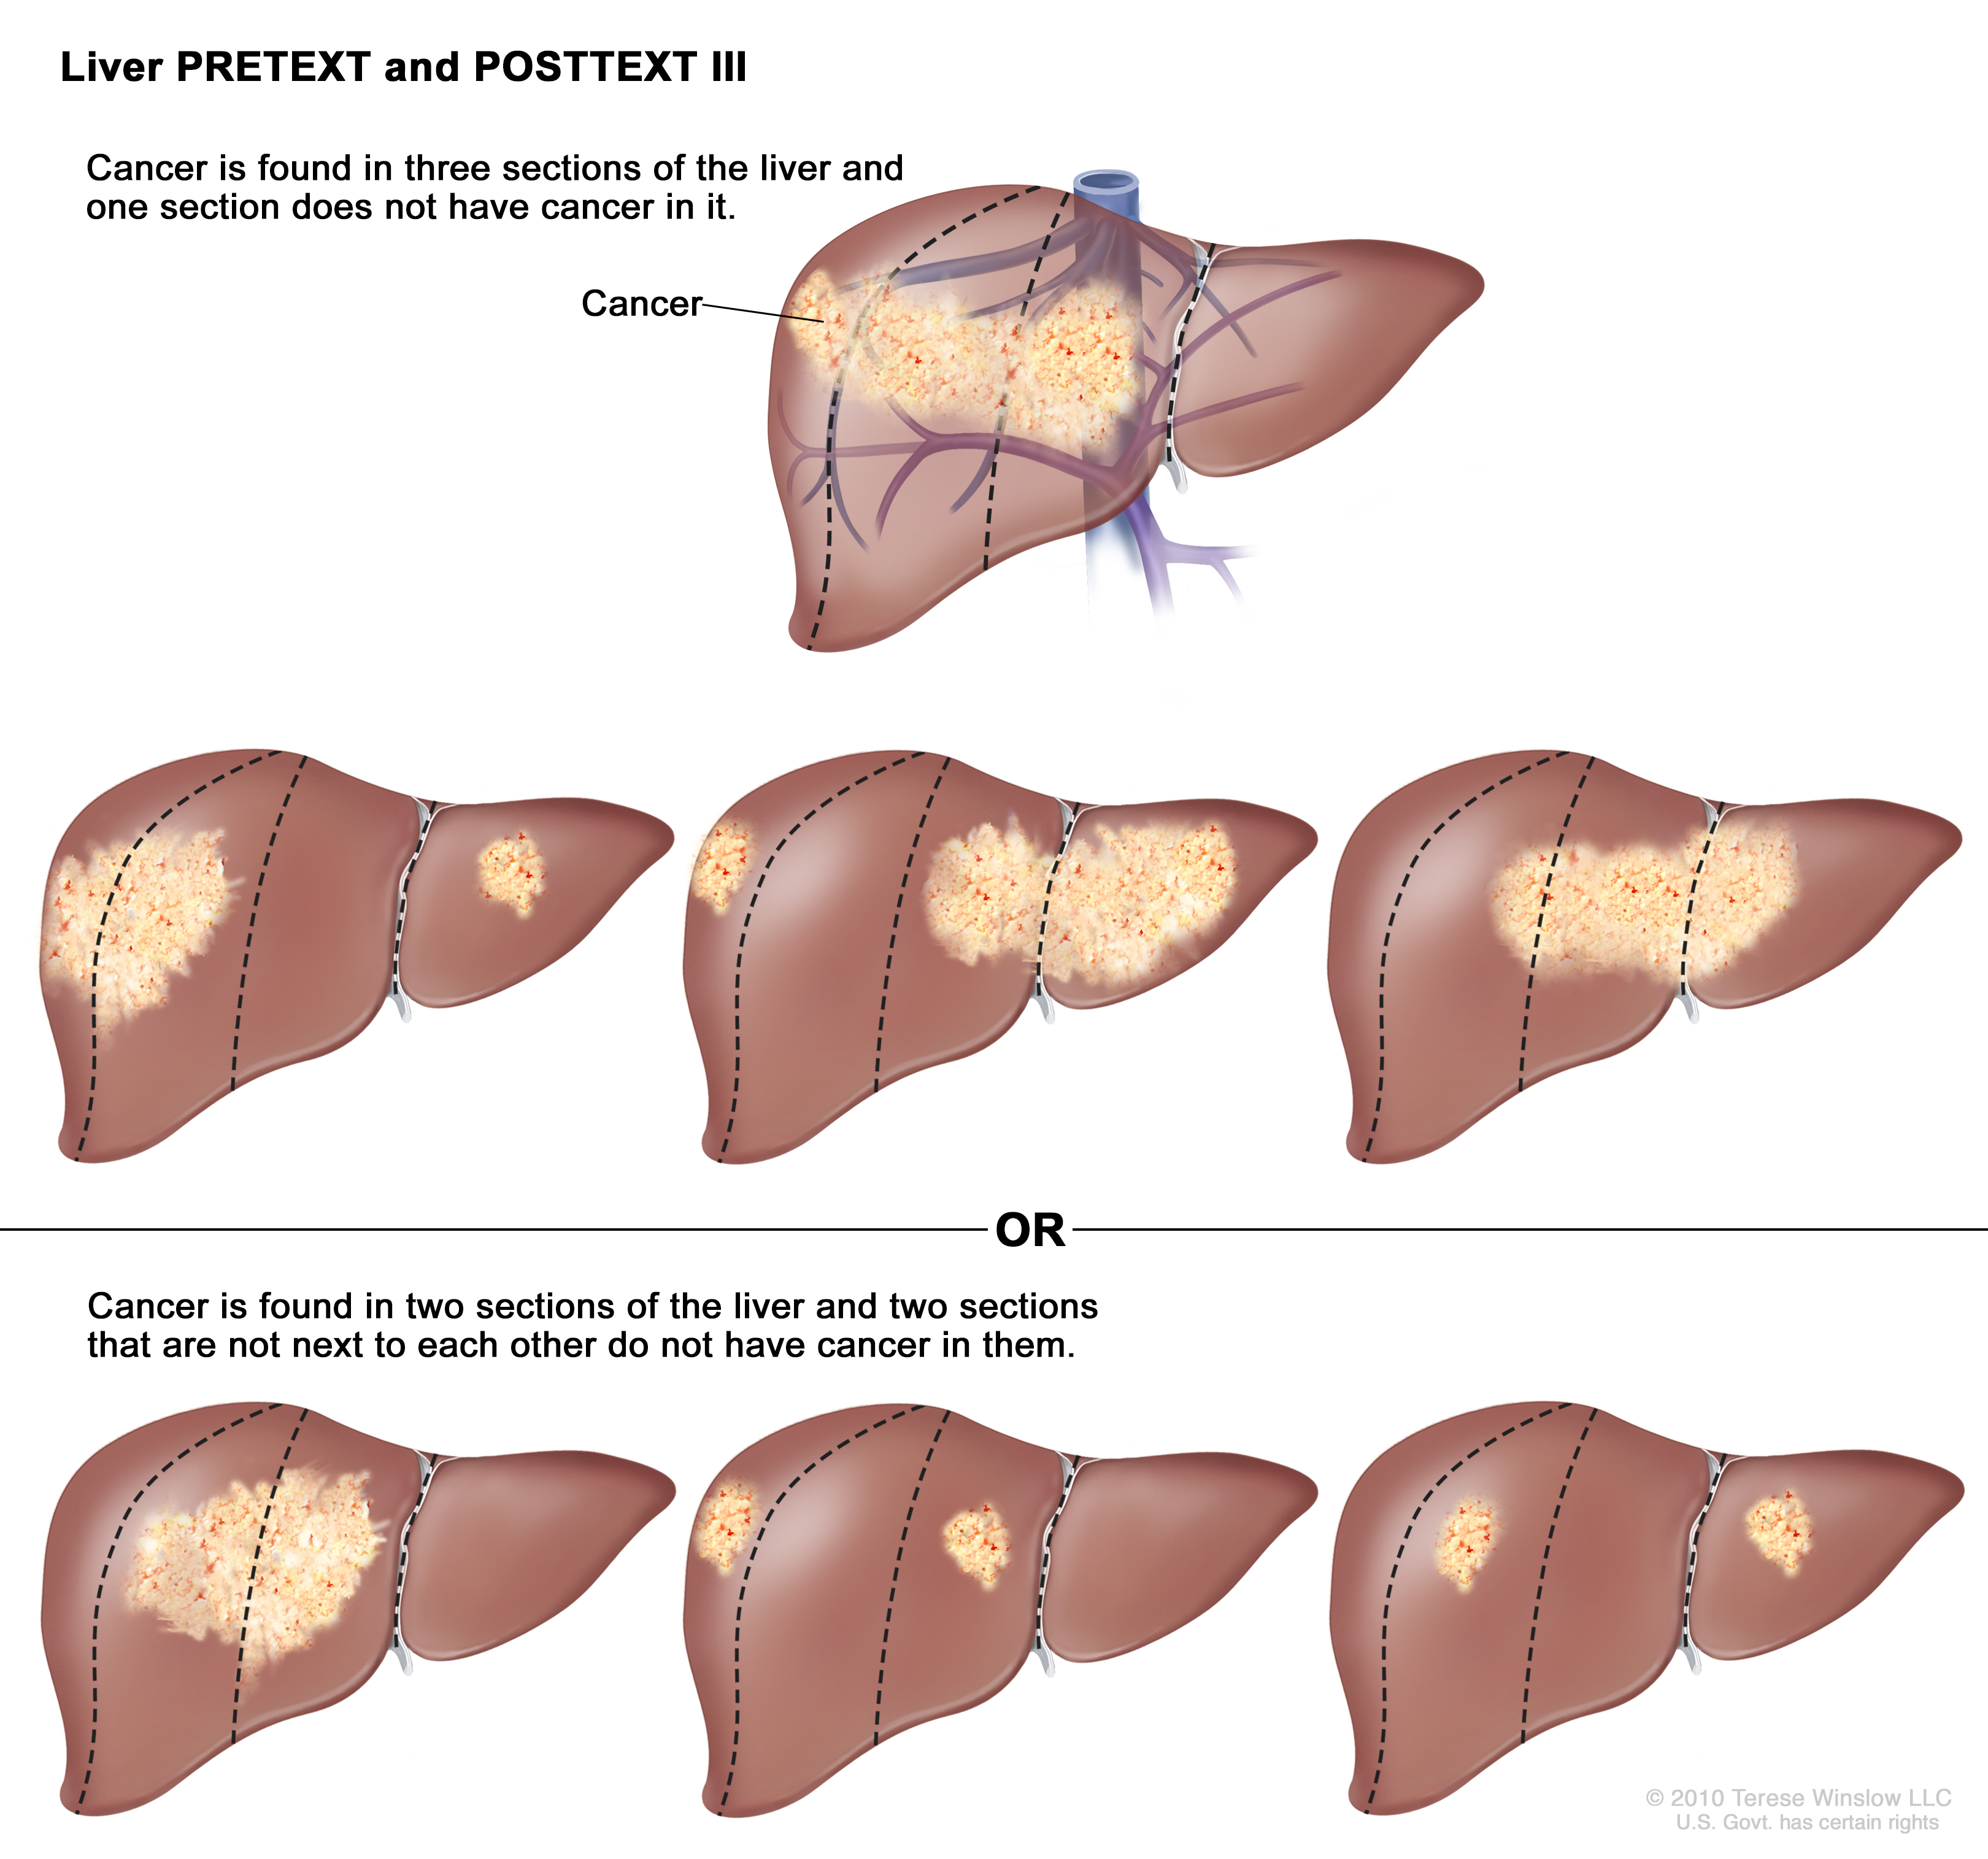 Liver PRETEXT and POSTTEXT III
Cancer is found in three sections of the liver and
one section does not have cancer in it.
Cancer
OR
Cancer is found in two sections of the liver and two sections
that are not next to each other do not have cancer in them.
© 2010 Terese Winslow LLC
U.S. Govt. has certain rights